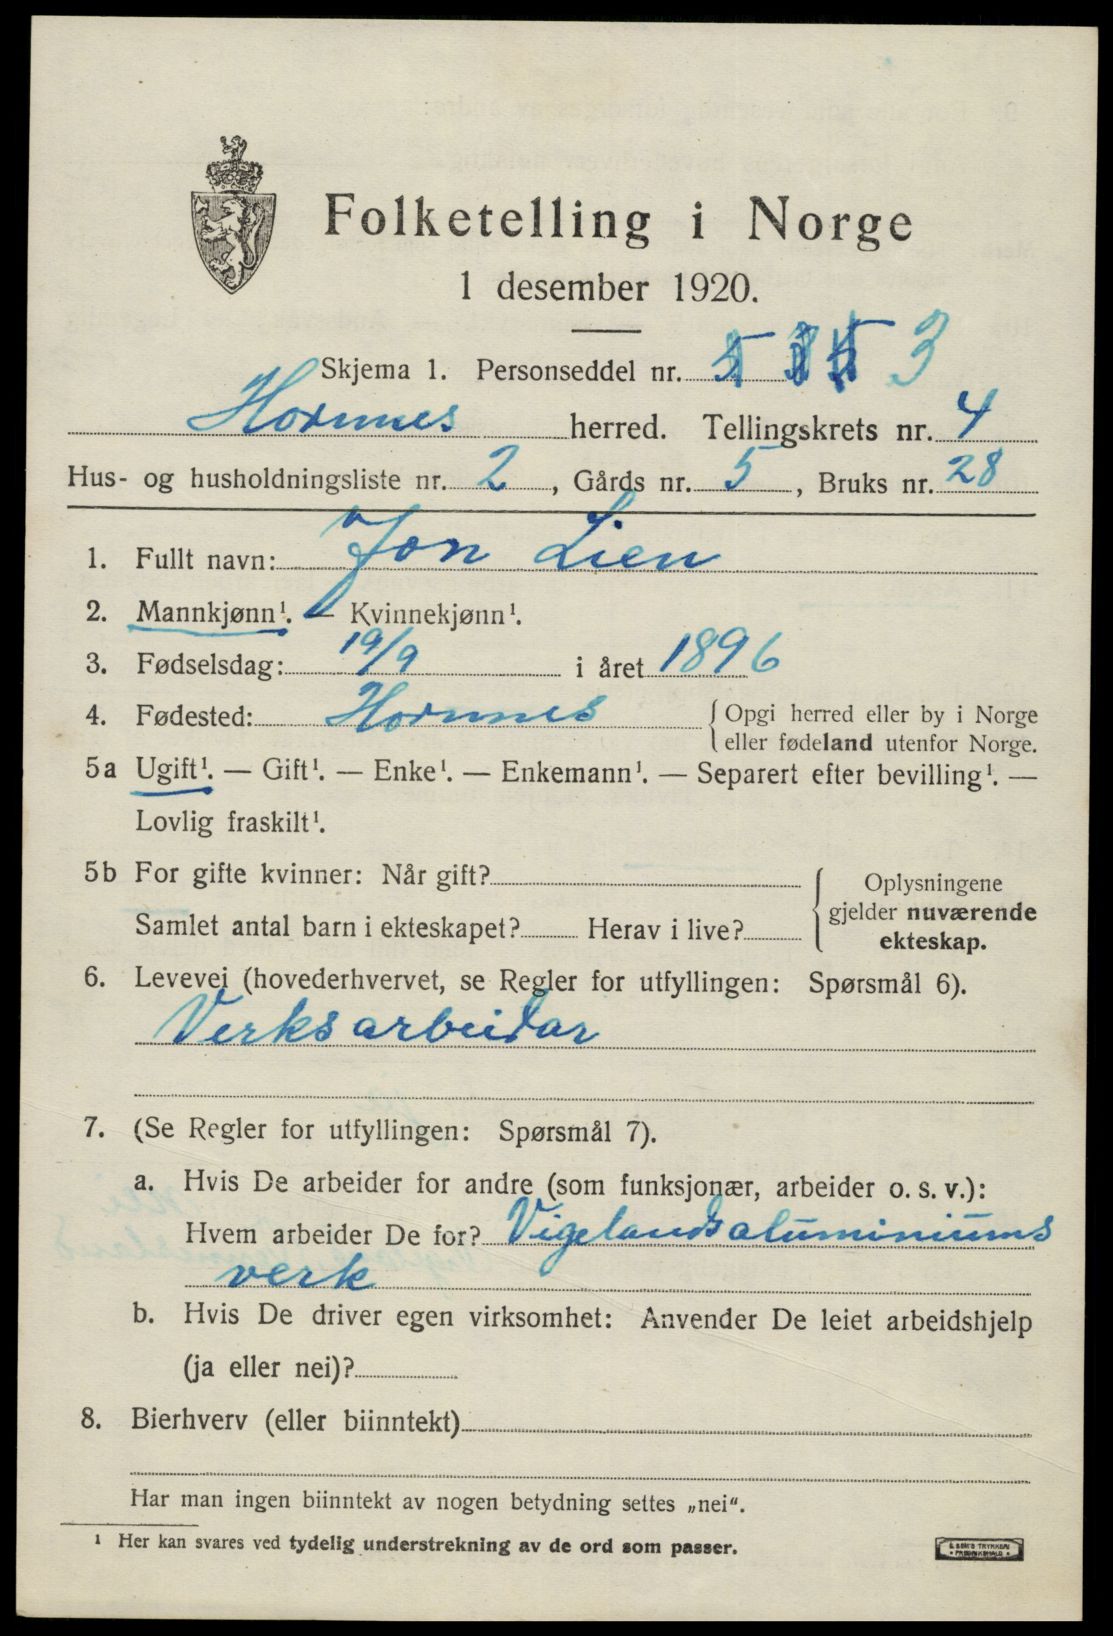 Folketelling i Norge
1 desember 1920.
Skjema 1. Personseddel nr. 3
Hornnes herred. Tellingskrets nr. 4
Hus- og husholdningsliste nr. 2, Gårds nr. 5, Bruks nr. 28
1. Fullt navn: Jon Lien
2. Mannkjønn¹. — Kvinnekjønn¹.
3. Fødselsdag: 19/9 i året 1896
4. Fødested: Hornnes {Opgi herred eller by i Norge
eller fødeland utenfor Norge.
5a Ugift¹. — Gift¹. — Enke¹. — Enkemann¹. — Separert efter bevilling¹. —
Lovlig fraskilt¹.
5b For gifte kvinner: Når gift? { Oplysningene
gjelder nuværende
Samlet antal barn i ekteskapet? Herav i live?
ekteskap.
6. Levevei (hovederhvervet, se Regler for utfyllingen: Spørsmål 6).
Verksarbeidar
7. (Se Regler for utfyllingen: Spørsmål 7).
a. Hvis De arbeider for andre (som funksjonær, arbeider o. s. v.):
Hvem arbeider De for? Vigelandsaluminiums
verk
b. Hvis De driver egen virksomhet: Anvender De leiet arbeidshjelp
(ja eller nei)?
8. Bierhverv (eller biinntekt)
Har man ingen biinntekt av nogen betydning settes „nei“.
¹ Her kan svares ved tydelig understrekning av de ord som passer.